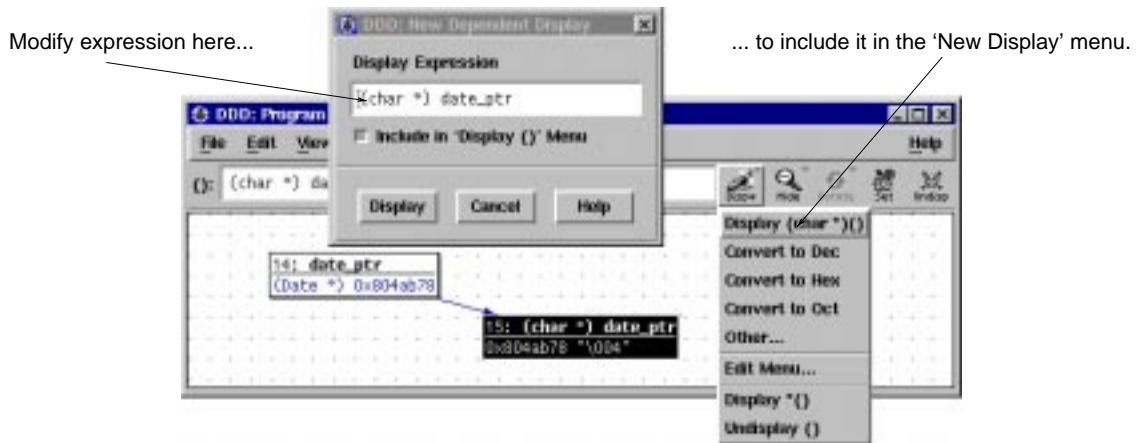 Modify expression here...
... to include it in the ‘New Display’ menu.
DDD: New Dependent Display
Display Expression
(char *) date_ptr
Include in 'Display ()' Menu
Display Cancel Help
DDD: Program
File Edit View
Help
(): (char *) da
Hide
Set
Undisp
14: date_ptr
(Date *) 0x804ab78
15: (char *) date_ptr
0x804ab78 "\004"
Display (char *)()
Convert to Dec
Convert to Hex
Convert to Oct
Other...
Edit Menu...
Display *()
Undisplay ()